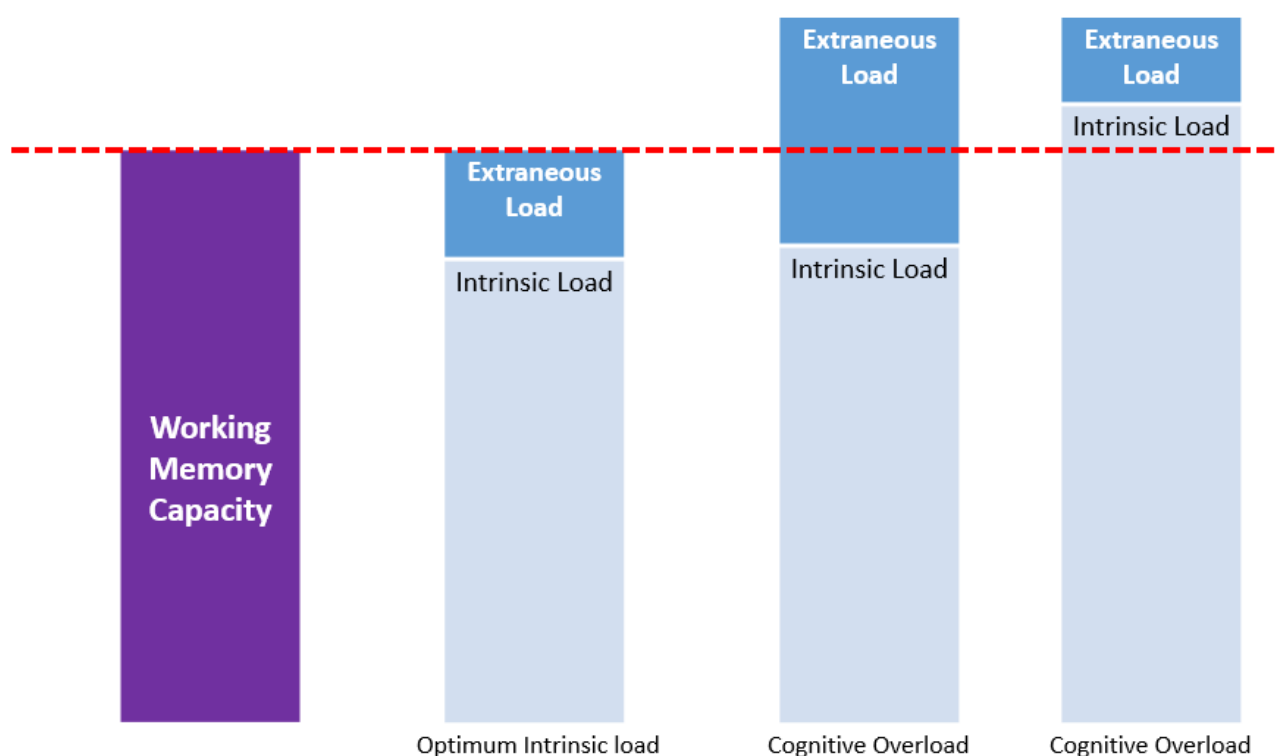 Working
Memory
Capacity
Extraneous
Load
Intrinsic Load
Optimum Intrinsic load
Extraneous
Load
Intrinsic Load
Cognitive Overload
Extraneous
Load
Intrinsic Load
Cognitive Overload